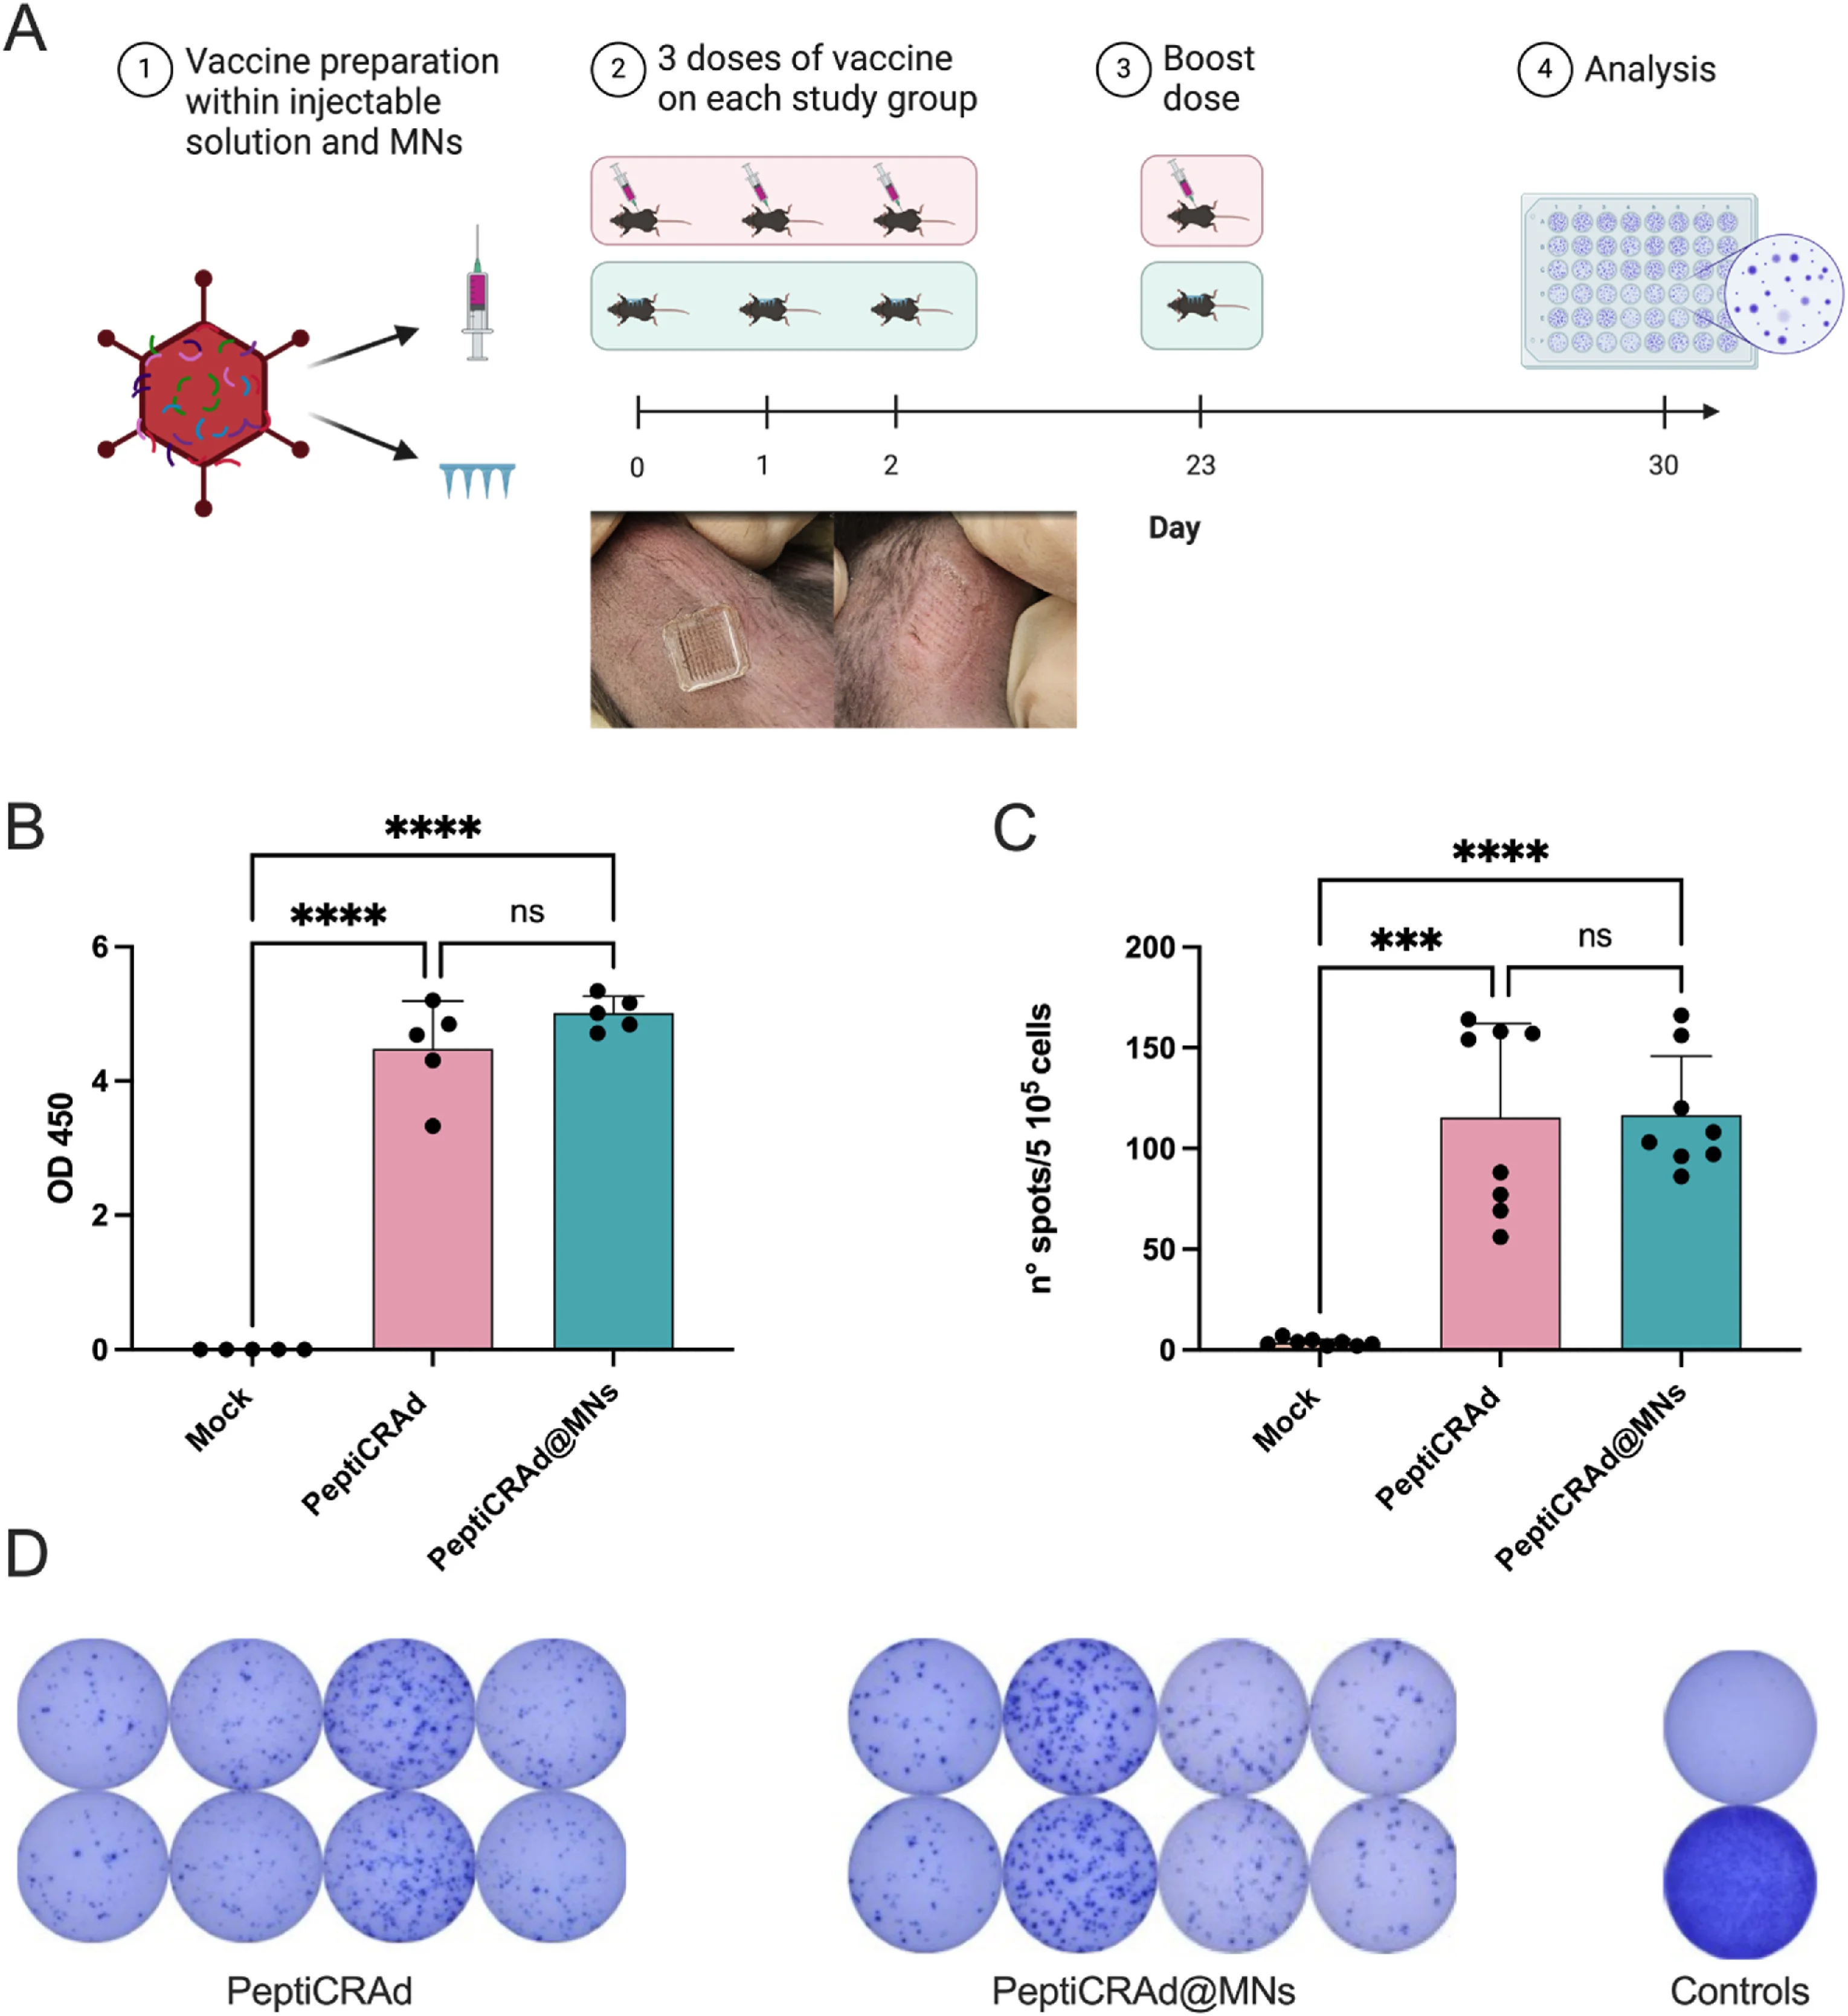 A
1 Vaccine preparation
within injectable
solution and MNs
2 3 doses of vaccine
on each study group
3 Boost
dose
4 Analysis
0 1 2 23 30
Day
B
****
**** ns
6
4
2
0
OD 450
Mock
PeptiCRAd
PeptiCRAd@MNs
C
****
*** ns
200
150
100
50
0
n° spots/5 10⁵ cells
Mock
PeptiCRAd
PeptiCRAd@MNs
D
PeptiCRAd
PeptiCRAd@MNs
Controls